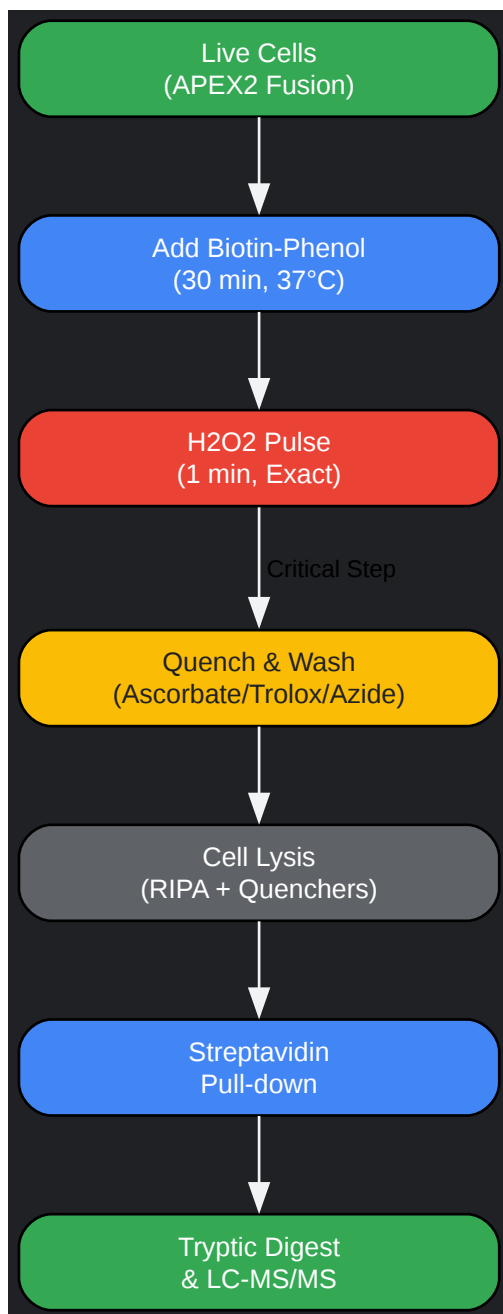 Live Cells
(APEX2 Fusion)
Add Biotin-Phenol
(30 min, 37°C)
H2O2 Pulse
(1 min, Exact)
Critical Step
Quench & Wash
(Ascorbate/Trolox/Azide)
Cell Lysis
(RIPA + Quenchers)
Streptavidin
Pull-down
Tryptic Digest
& LC-MS/MS